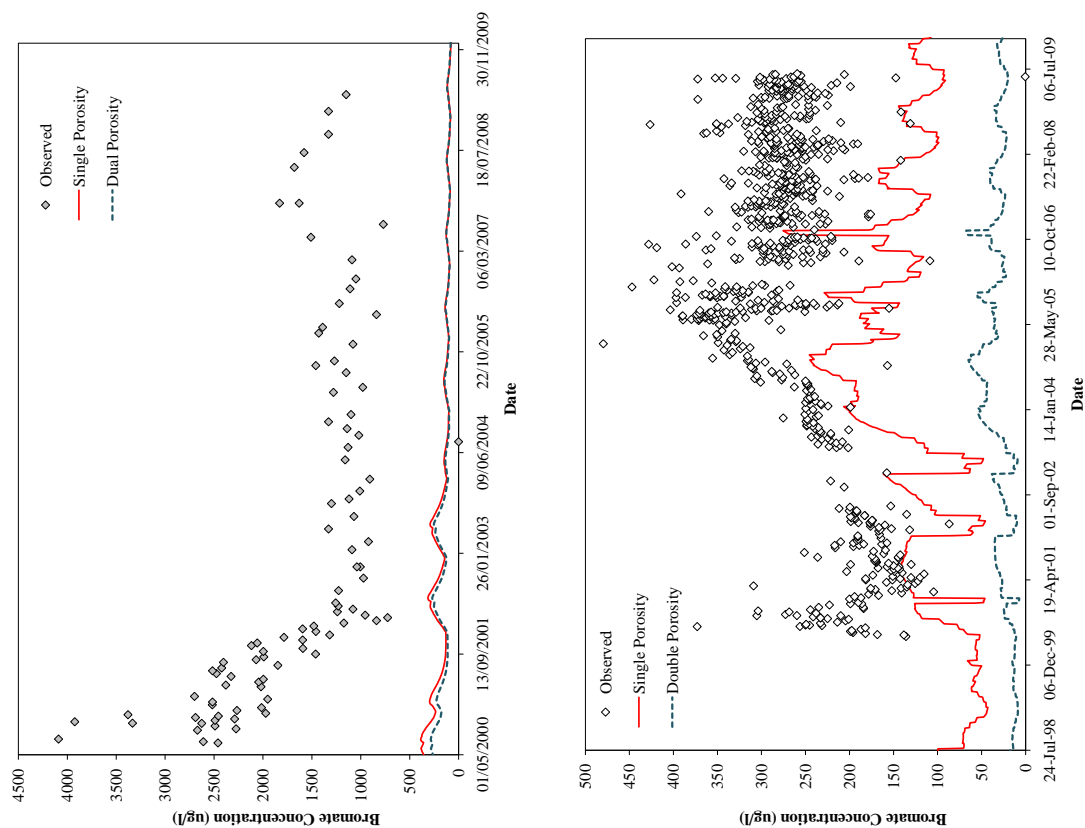 4500
4000
3500
3000
2500
2000
1500
1000
500
0
Bromate Concentration (ug/l)
01/05/2000
13/09/2001
26/01/2003
09/06/2004
22/10/2005
06/03/2007
18/07/2008
30/11/2009
Date
Observed
Single Porosity
Dual Porosity
500
450
400
350
300
250
200
150
100
50
0
Bromate Concentration (ug/l)
24-Jul-98
06-Dec-99
19-Apr-01
01-Sep-02
14-Jan-04
28-May-05
10-Oct-06
22-Feb-08
06-Jul-09
Date
Observed
Single Porosity
Double Porosity